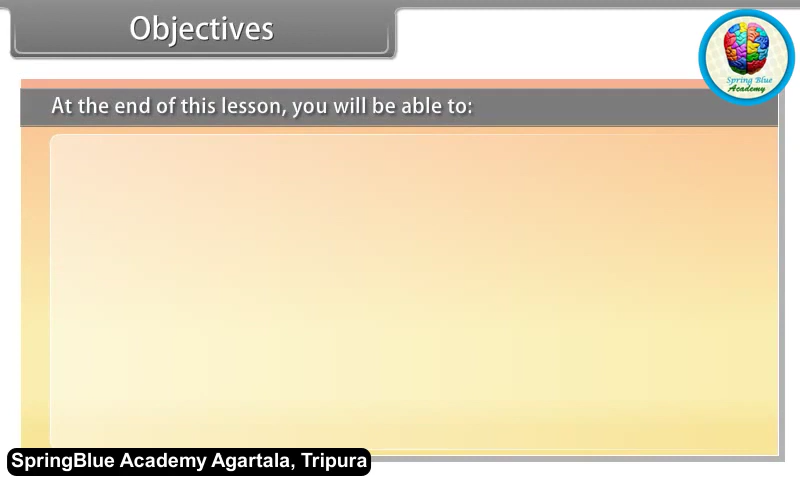 Objectives
Spring Blue
Academy
At the end of this lesson, you will be able to:
SpringBlue Academy Agartala, Tripura